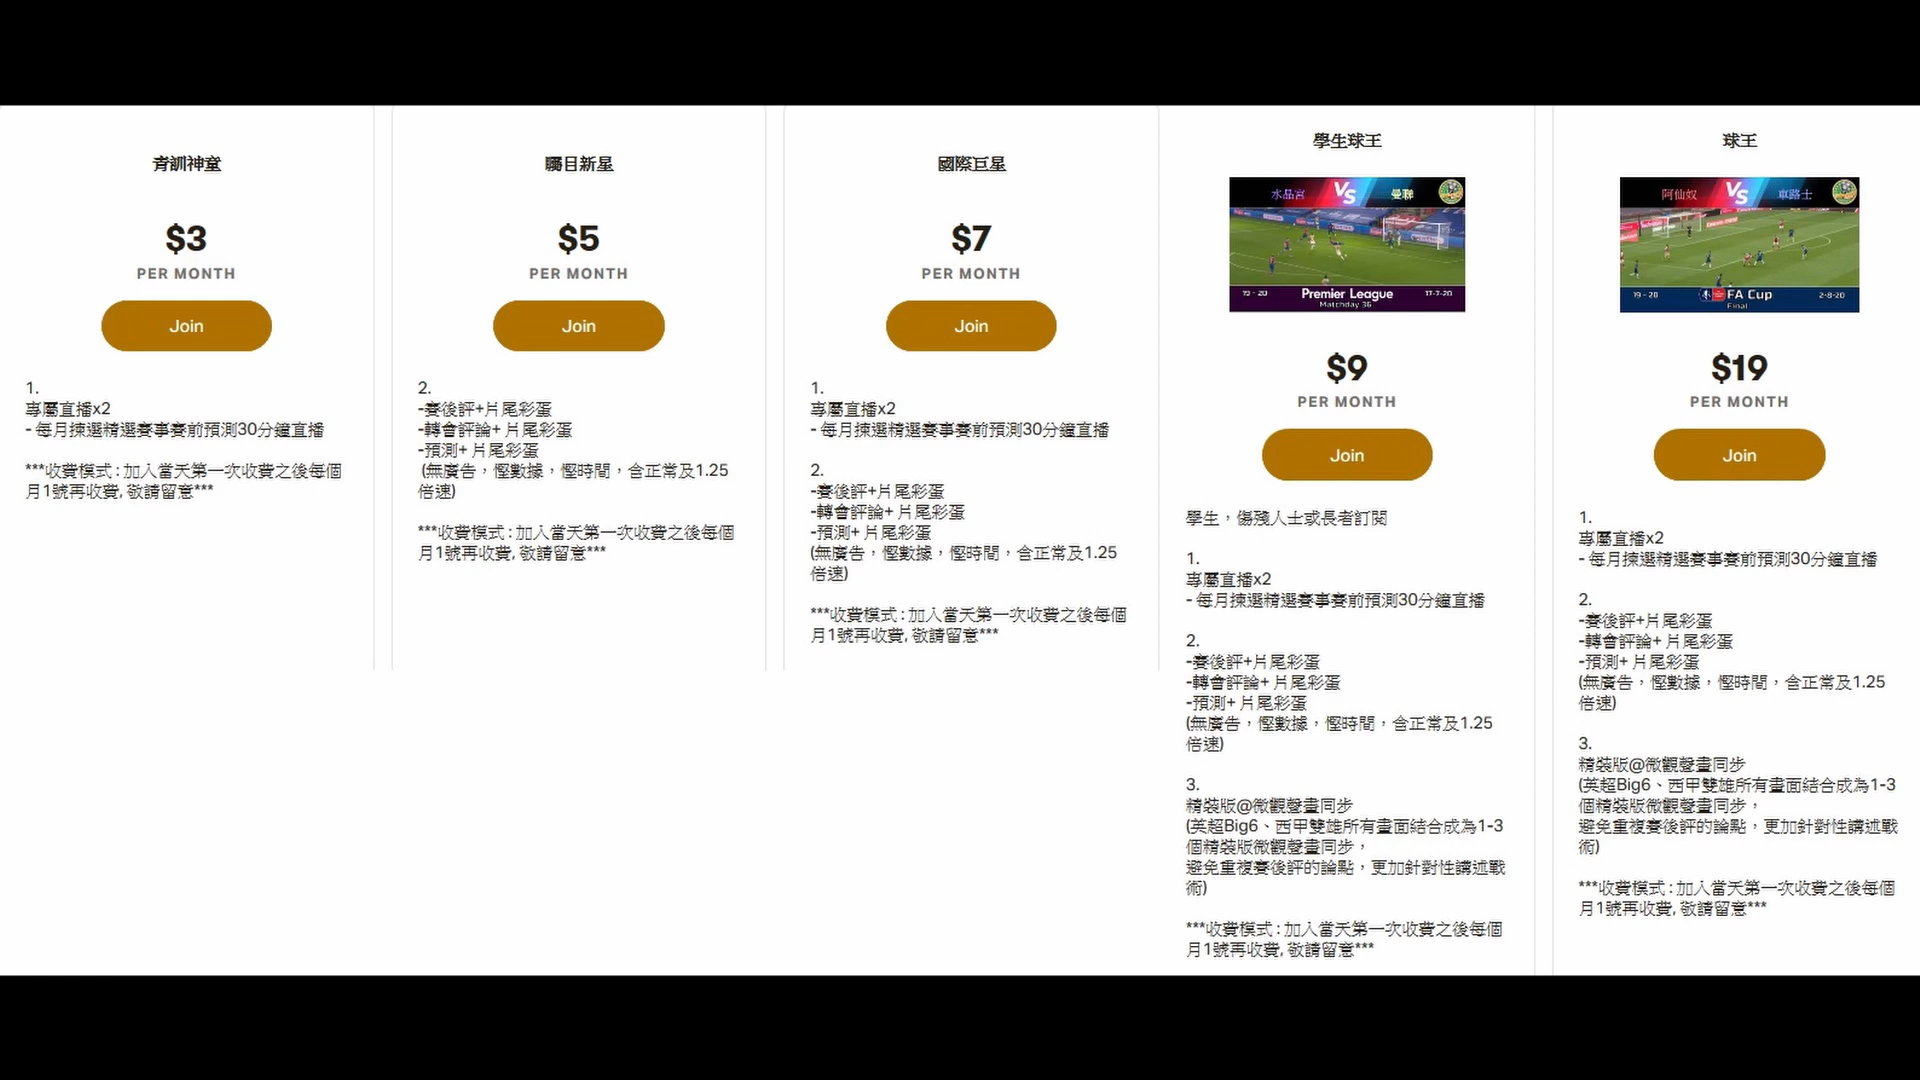 青訓神童
$3
PER MONTH
Join
1.
專屬直播x2
- 每月揀選精選賽事賽前預測30分鐘直播
***收費模式 : 加入當天第一次收費之後每個
月1號再收費, 敬請留意***
矚目新星
$5
PER MONTH
Join
2.
-賽後評+片尾彩蛋
-轉會評論+ 片尾彩蛋
-預測+ 片尾彩蛋
(無廣告，慳數據，慳時間，含正常及1.25
倍速)
***收費模式 : 加入當天第一次收費之後每個
月1號再收費, 敬請留意***
國際巨星
$7
PER MONTH
Join
1.
專屬直播x2
- 每月揀選精選賽事賽前預測30分鐘直播
2.
-賽後評+片尾彩蛋
-轉會評論+ 片尾彩蛋
-預測+ 片尾彩蛋
(無廣告，慳數據，慳時間，含正常及1.25
倍速)
***收費模式 : 加入當天第一次收費之後每個
月1號再收費, 敬請留意***
學生球王
水晶宮 VS 曼聯
19 - 20 Premier League 17-7-20
Matchday 36
$9
PER MONTH
Join
學生，傷殘人士或長者訂閱
1.
專屬直播x2
- 每月揀選精選賽事賽前預測30分鐘直播
2.
-賽後評+片尾彩蛋
-轉會評論+ 片尾彩蛋
-預測+ 片尾彩蛋
(無廣告，慳數據，慳時間，含正常及1.25
倍速)
3.
精裝版@微觀聲畫同步
(英超Big6、西甲雙雄所有畫面結合成為1-3
個精裝版微觀聲畫同步，
避免重複賽後評的論點，更加針對性講述戰
術)
***收費模式 : 加入當天第一次收費之後每個
月1號再收費, 敬請留意***
球王
阿仙奴 VS 車路士
19 - 20 FA Cup 2-8-20
Final
$19
PER MONTH
Join
1.
專屬直播x2
- 每月揀選精選賽事賽前預測30分鐘直播
2.
-賽後評+片尾彩蛋
-轉會評論+ 片尾彩蛋
-預測+ 片尾彩蛋
(無廣告，慳數據，慳時間，含正常及1.25
倍速)
3.
精裝版@微觀聲畫同步
(英超Big6、西甲雙雄所有畫面結合成為1-3
個精裝版微觀聲畫同步，
避免重複賽後評的論點，更加針對性講述戰
術)
***收費模式 : 加入當天第一次收費之後每個
月1號再收費, 敬請留意***